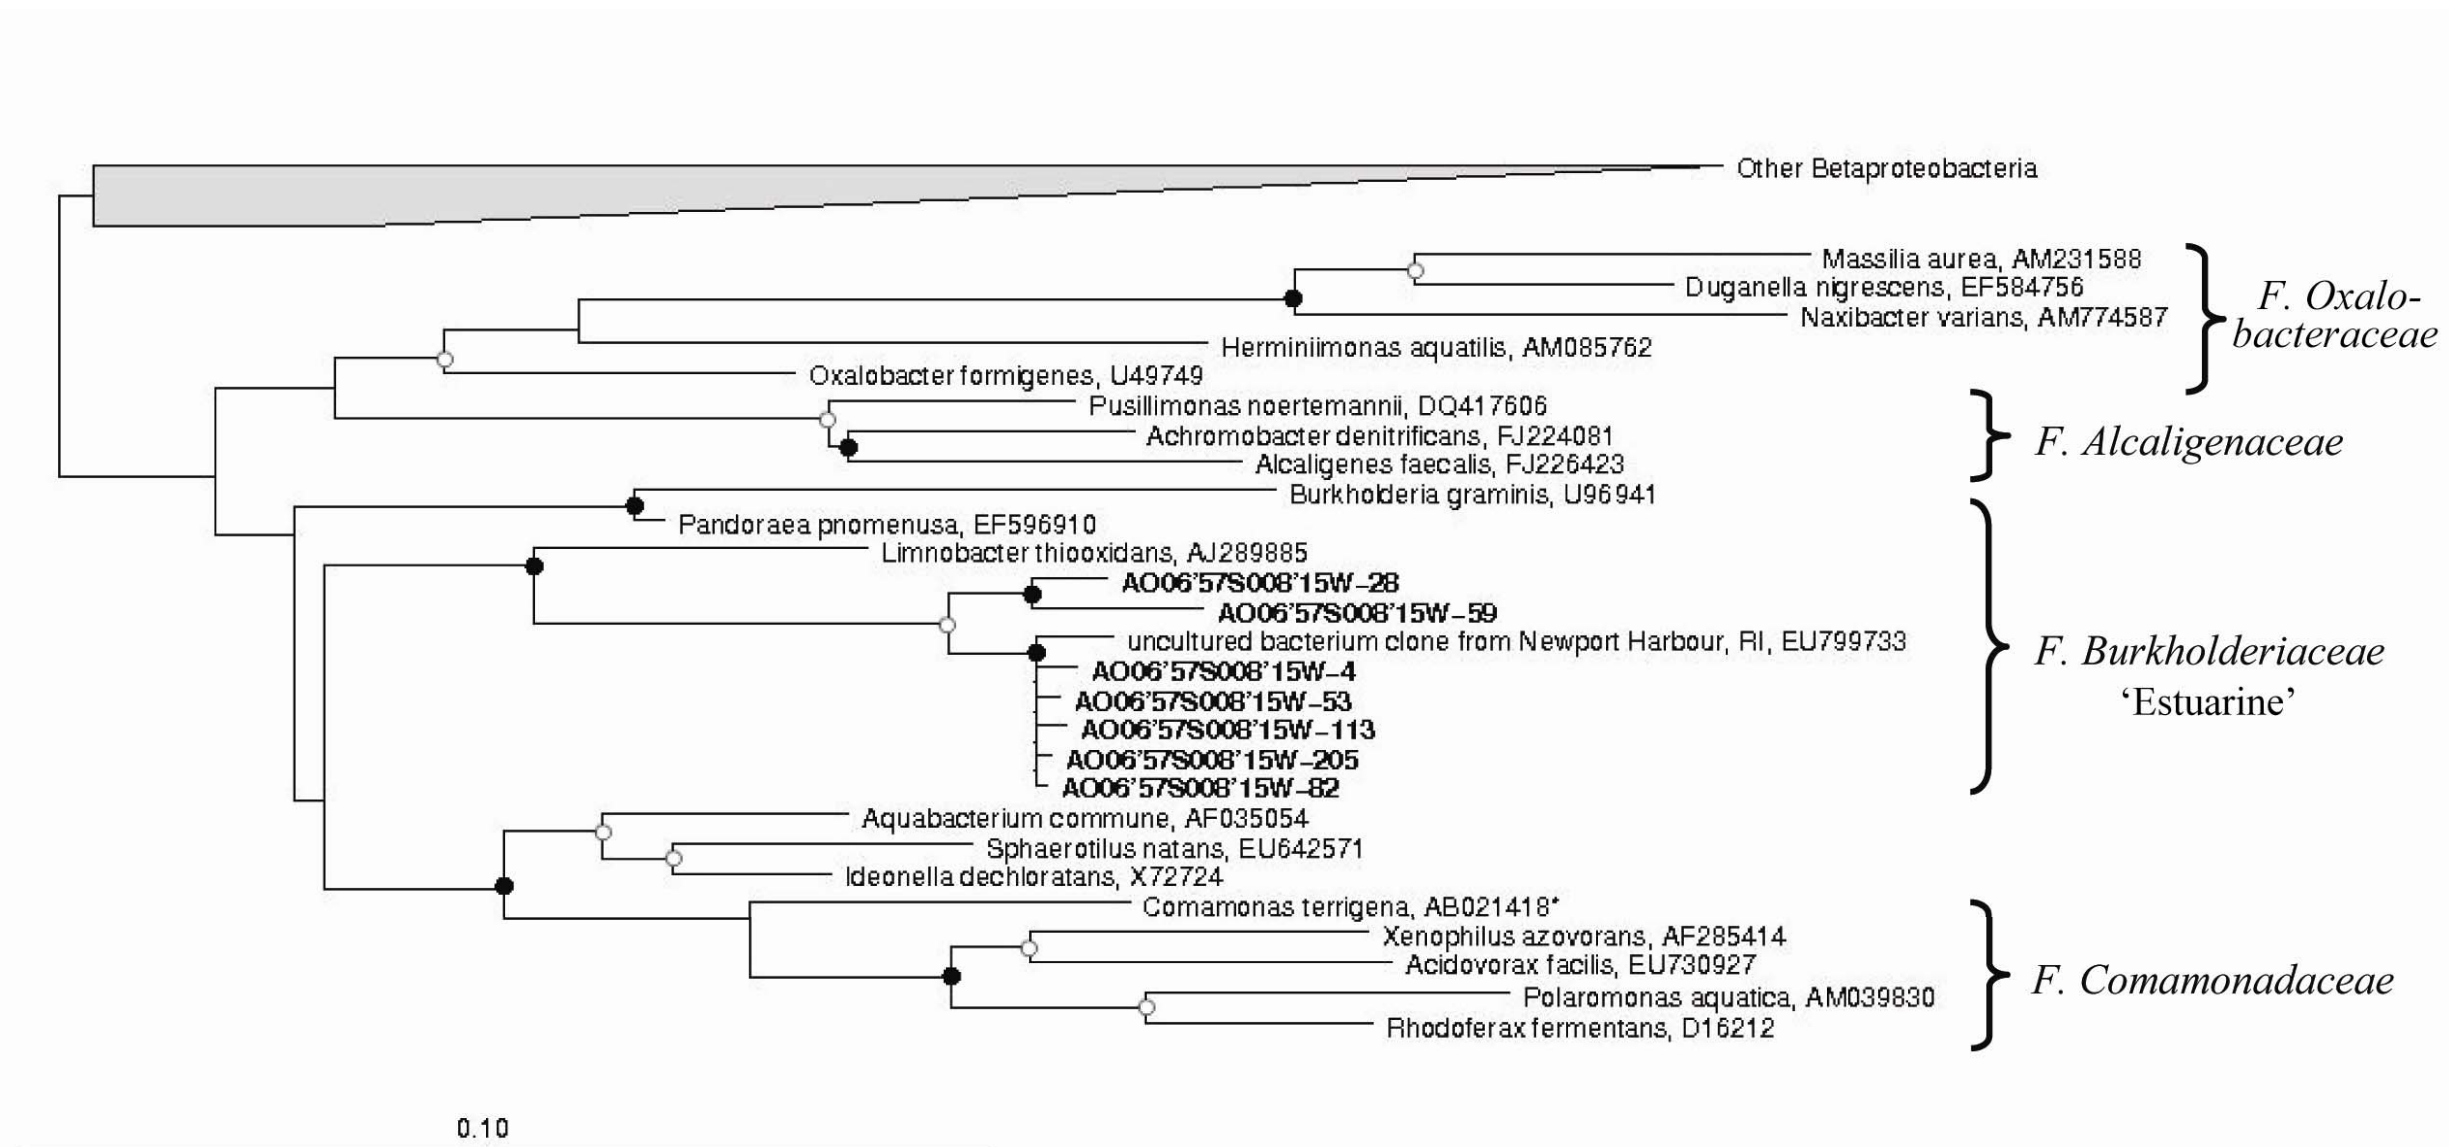 Other Betaproteobacteria
Massilia aurea, AM231588
Duganella nigrescens, EF584756
Naxibacter varians, AM774587
F. Oxalo-
bacteraceae
Herminiimonas aquatilis, AM085762
Oxalobacter formigenes, U49749
Pusillimonas noertemannii, DQ417606
Achromobacter denitrificans, FJ224081
F. Alcaligenaceae
Alcaligenes faecalis, FJ226423
Burkholderia graminis, U96941
Pandoraea pnomenusa, EF596910
Limnobacter thiooxidans, AJ289885
AO06'57S008'15W-28
AO06'57S008'15W-59
uncultured bacterium clone from Newport Harbour, RI, EU799733
F. Burkholderiaceae
'Estuarine'
AO06'57S008'15W-4
AO06'57S008'15W-53
AO06'57S008'15W-113
AO06'57S008'15W-205
AO06'57S008'15W-82
Aquabacterium commune, AF035054
Sphaerotilus natans, EU642571
Ideonella dechloratans, X72724
Comamonas terrigena, AB021418*
Xenophilus azovorans, AF285414
Acidovorax facilis, EU730927
F. Comamonadaceae
Polaromonas aquatica, AM039830
Rhodoferax fermentans, D16212
0.10